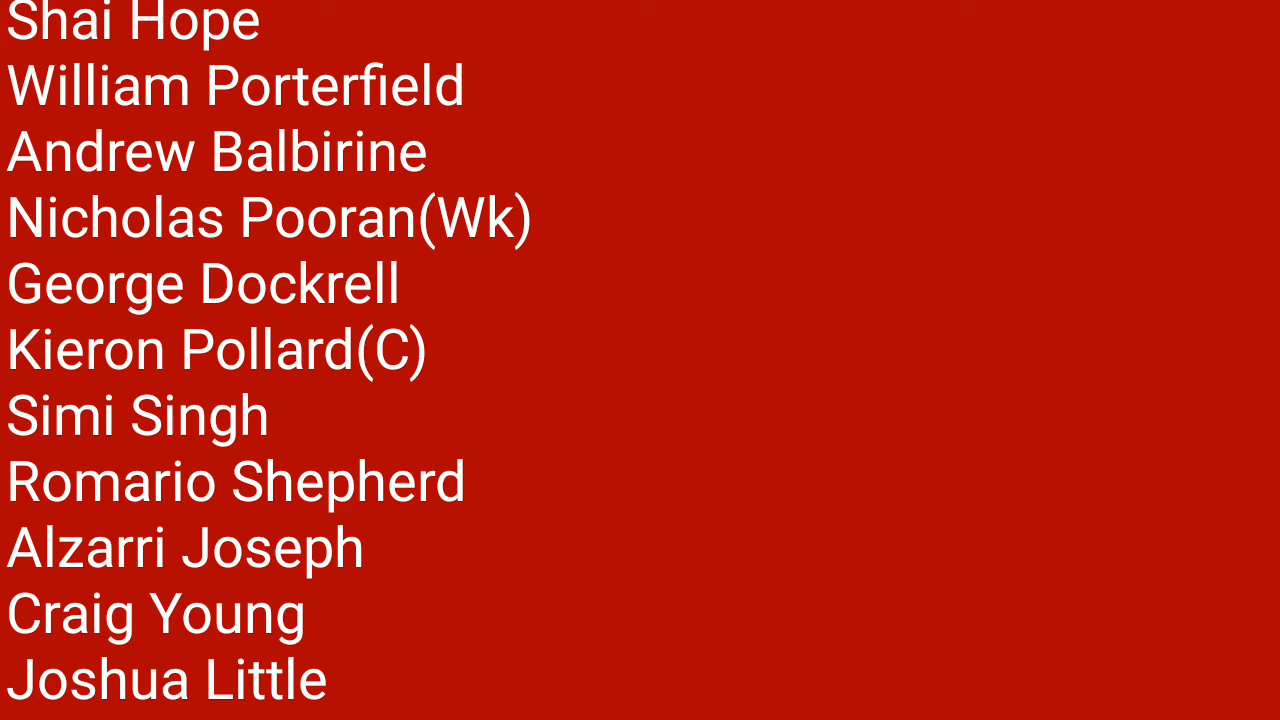 Shai Hope
William Porterfield
Andrew Balbirine
Nicholas Pooran(Wk)
George Dockrell
Kieron Pollard(C)
Simi Singh
Romario Shepherd
Alzarri Joseph
Craig Young
Joshua Little